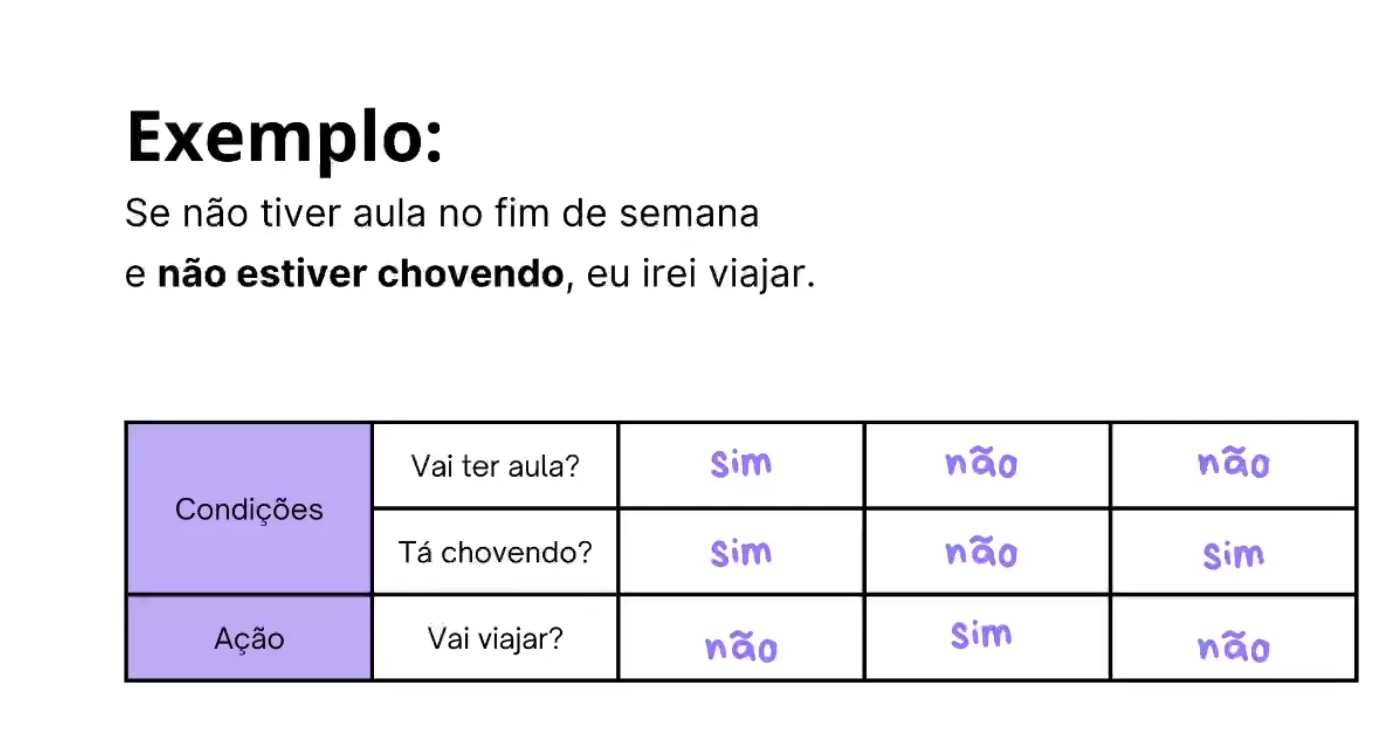 Exemplo:
Se não tiver aula no fim de semana
e não estiver chovendo, eu irei viajar.
Condições
Vai ter aula? sim não não
Tá chovendo? sim não sim
Ação Vai viajar? não sim não